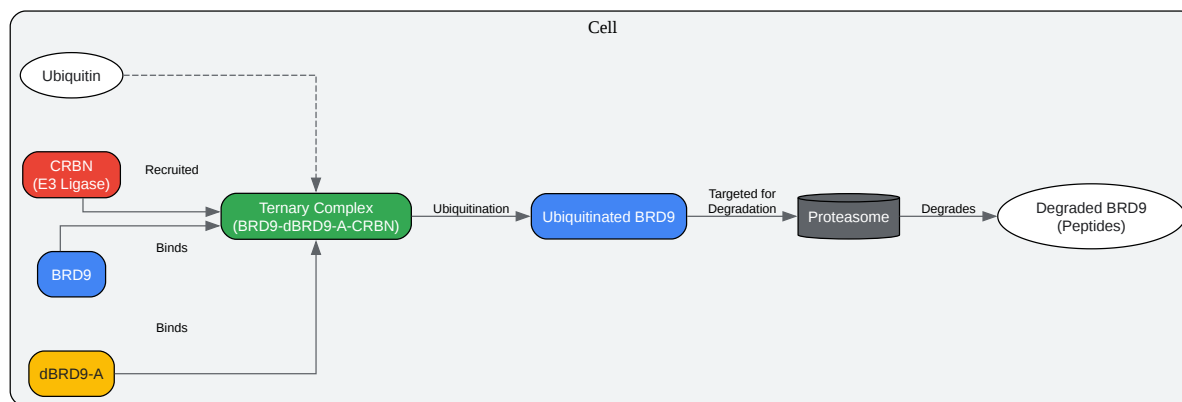 Cell
Ubiquitin
CRBN
(E3 Ligase)
Recruited
Ternary Complex
(BRD9-dBRD9-A-CRBN)
Ubiquitination
Ubiquitinated BRD9
Targeted for
Degradation
Proteasome
Degrades
Degraded BRD9
(Peptides)
Binds
BRD9
Binds
dBRD9-A